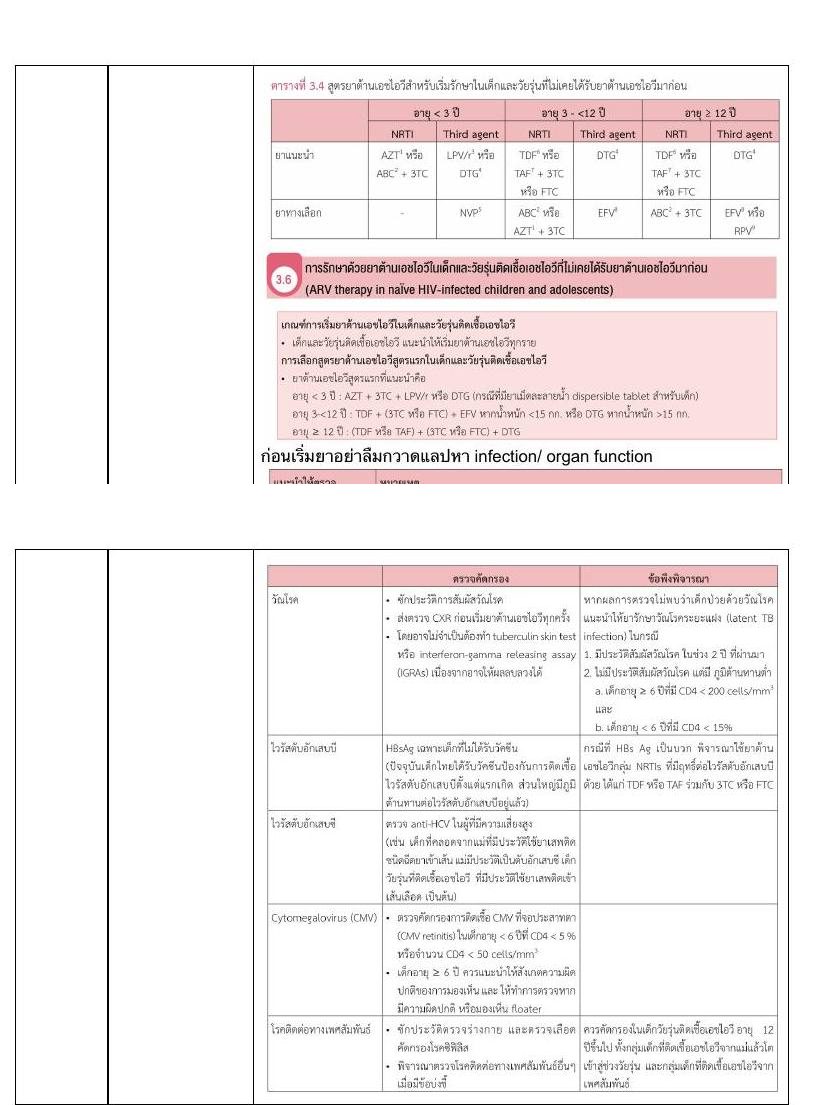 ตารางที่ 3.4 สูตรยาต้านเอชไอวีสำหรับเริ่มรักษาในเด็กและวัยรุ่นที่ไม่เคยได้รับยาต้านเอชไอวีมาก่อน
อายุ < 3 ปี อายุ 3 - <12 ปี อายุ ≥ 12 ปี
NRTI Third agent NRTI Third agent NRTI Third agent
ยาแนะนำ AZT¹ หรือ LPV/r³ หรือ TDF⁶ หรือ DTG⁴ TDF⁶ หรือ DTG⁴
ABC² + 3TC DTG⁴ TAF⁷ + 3TC TAF⁷ + 3TC
หรือ FTC หรือ FTC
ยาทางเลือก - NVP⁵ ABC² หรือ EFV⁸ ABC² + 3TC EFV⁸ หรือ
AZT¹ + 3TC RPV⁹
3.6 การรักษาด้วยยาต้านเอชไอวีในเด็กและวัยรุ่นติดเชื้อเอชไอวีที่ไม่เคยได้รับยาต้านเอชไอวีมาก่อน
(ARV therapy in naïve HIV-infected children and adolescents)
เกณฑ์การเริ่มยาต้านเอชไอวีในเด็กและวัยรุ่นติดเชื้อเอชไอวี
• เด็กและวัยรุ่นติดเชื้อเอชไอวี แนะนำให้เริ่มยาต้านเอชไอวีทุกราย
การเลือกสูตรยาต้านเอชไอวีสูตรแรกในเด็กและวัยรุ่นติดเชื้อเอชไอวี
• ยาต้านเอชไอวีสูตรแรกที่แนะนำคือ
อายุ < 3 ปี : AZT + 3TC + LPV/r หรือ DTG (กรณีที่มียาเม็ดละลายน้ำ dispersible tablet สำหรับเด็ก)
อายุ 3-<12 ปี : TDF + (3TC หรือ FTC) + EFV หากน้ำหนัก <15 กก. หรือ DTG หากน้ำหนัก >15 กก.
อายุ ≥ 12 ปี : (TDF หรือ TAF) + (3TC หรือ FTC) + DTG
ก่อนเริ่มยาอย่าลืมกวาดแลปหา infection/ organ function
แนะนำให้ตรวจ หมายเหตุ
ตรวจคัดกรอง ข้อพึงพิจารณา
วัณโรค • ซักประวัติการสัมผัสวัณโรค หากผลการตรวจไม่พบว่าเด็กป่วยด้วยวัณโรค
• ส่งตรวจ CXR ก่อนเริ่มยาต้านเอชไอวีทุกครั้ง แนะนำให้ยารักษาวัณโรคระยะแฝง (latent TB
• โดยอาจไม่จำเป็นต้องทำ tuberculin skin test infection) ในกรณี
หรือ interferon-gamma releasing assay 1. มีประวัติสัมผัสวัณโรค ในช่วง 2 ปี ที่ผ่านมา
(IGRAs) เนื่องจากอาจให้ผลลบลวงได้ 2. ไม่มีประวัติสัมผัสวัณโรค แต่มี ภูมิต้านทานต่ำ
a. เด็กอายุ ≥ 6 ปีที่มี CD4 < 200 cells/mm³
และ
b. เด็กอายุ < 6 ปีที่มี CD4 < 15%
ไวรัสตับอักเสบบี HBsAg เฉพาะเด็กที่ไม่ได้รับวัคซีน กรณีที่ HBs Ag เป็นบวก พิจารณาใช้ยาต้าน
(ปัจจุบันเด็กไทยได้รับวัคซีนป้องกันการติดเชื้อ เอชไอวีกลุ่ม NRTIs ที่มีฤทธิ์ต่อไวรัสตับอักเสบบี
ไวรัสตับอักเสบบีตั้งแต่แรกเกิด ส่วนใหญ่มีภูมิ ด้วย ได้แก่ TDF หรือ TAF ร่วมกับ 3TC หรือ FTC
ต้านทานต่อไวรัสตับอักเสบบีอยู่แล้ว)
ไวรัสตับอักเสบซี ตรวจ anti-HCV ในผู้ที่มีความเสี่ยงสูง
(เช่น เด็กที่คลอดจากแม่ที่มีประวัติใช้ยาเสพติด
ชนิดฉีดยาเข้าเส้น แม่มีประวัติเป็นตับอักเสบซี เด็ก
วัยรุ่นที่ติดเชื้อเอชไอวี ที่มีประวัติใช้ยาเสพติดเข้า
เส้นเลือด เป็นต้น)
Cytomegalovirus (CMV) • ตรวจคัดกรองการติดเชื้อ CMV ที่จอประสาทตา
(CMV retinitis) ในเด็กอายุ < 6 ปีที่ CD4 < 5 %
หรือจำนวน CD4 < 50 cells/mm³
• เด็กอายุ ≥ 6 ปี ควรแนะนำให้สังเกตความผิด
ปกติของการมองเห็น และ ให้ทำการตรวจหาก
มีความผิดปกติ หรือมองเห็น floater
โรคติดต่อทางเพศสัมพันธ์ • ซักประวัติตรวจร่างกาย และตรวจเลือด ควรคัดกรองในเด็กวัยรุ่นติดเชื้อเอชไอวี อายุ 12
คัดกรองโรคซิฟิลิส ปีขึ้นไป ทั้งกลุ่มเด็กที่ติดเชื้อเอชไอวีจากแม่แล้วโต
• พิจารณาตรวจโรคติดต่อทางเพศสัมพันธ์อื่นๆ เข้าสู่ช่วงวัยรุ่น และกลุ่มเด็กที่ติดเชื้อเอชไอวีจาก
เมื่อมีข้อบ่งชี้ เพศสัมพันธ์